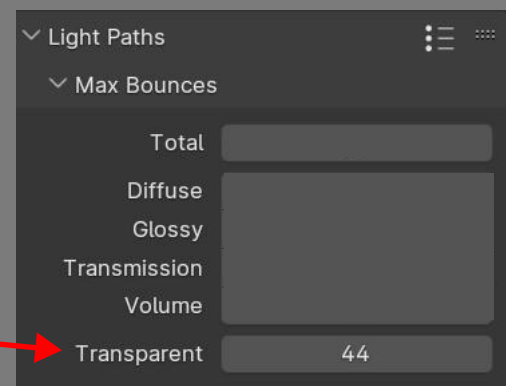 Light Paths
Max Bounces
Total
Diffuse
Glossy
Transmission
Volume
Transparent 44